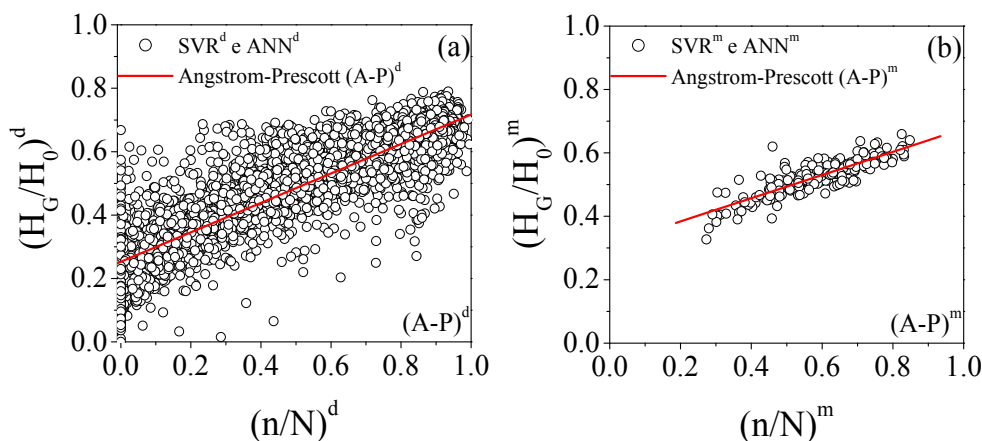 (a)
SVR^d e ANN^d
Angstrom-Prescott (A-P)^d
(H_G/H_0)^d
1.0
0.8
0.6
0.4
0.2
0.0
(A-P)^d
0.0 0.2 0.4 0.6 0.8 1.0
(n/N)^d
(b)
SVR^m e ANN^m
Angstrom-Prescott (A-P)^m
(H_G/H_0)^m
1.0
0.8
0.6
0.4
0.2
0.0
(A-P)^m
0.0 0.2 0.4 0.6 0.8 1.0
(n/N)^m